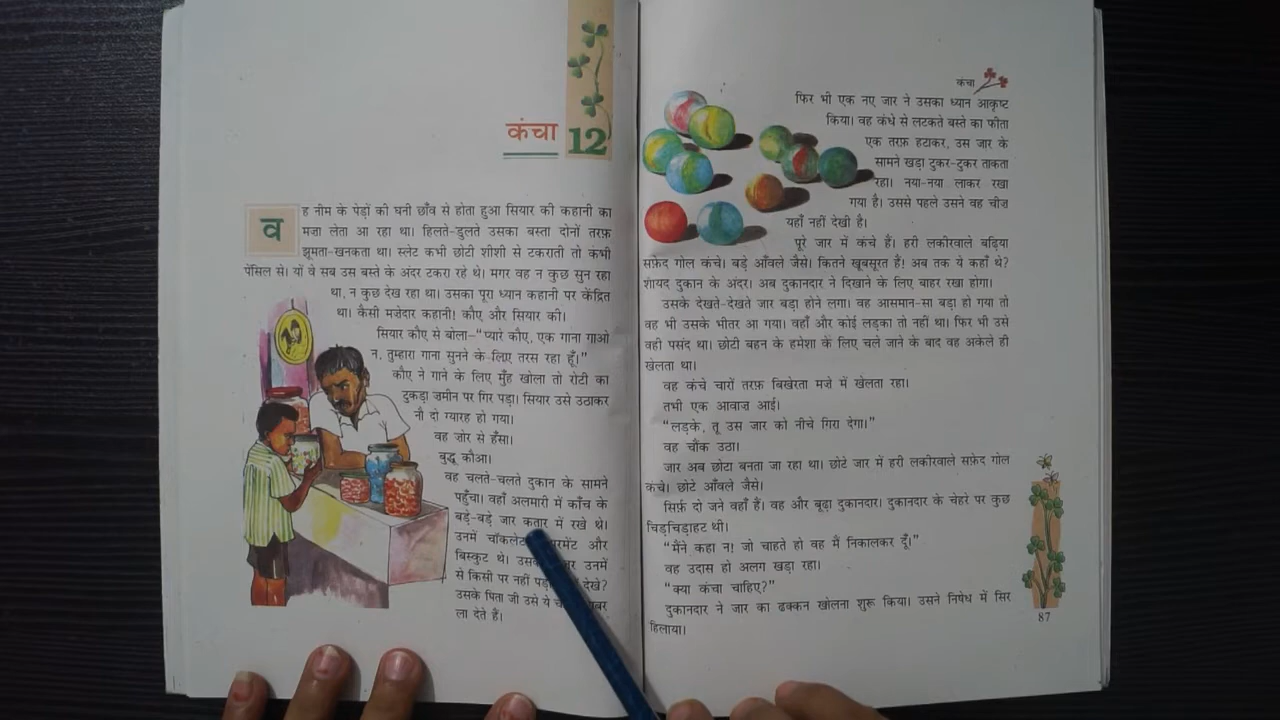 कंचा 12
वह नीम के पेड़ों की घनी छाँव से होता हुआ सियार की कहानी का
मज़ा लेता आ रहा था। हिलते-डुलते उसका बस्ता दोनों तरफ़
झूमता-खनकता था। स्लेट कभी छोटी शीशी से टकराती तो कभी
पेंसिल से। यों वे सब उस बस्ते के अंदर टकरा रहे थे। मगर वह न कुछ सुन रहा
था, न कुछ देख रहा था। उसका पूरा ध्यान कहानी पर केंद्रित
था। कैसी मज़ेदार कहानी! कौए और सियार की।
सियार कौए से बोला–“प्यारे कौए, एक गाना गाओ
न, तुम्हारा गाना सुनने के लिए तरस रहा हूँ।”
कौए ने गाने के लिए मुँह खोला तो रोटी का
टुकड़ा ज़मीन पर गिर पड़ा। सियार उसे उठाकर
नौ दो ग्यारह हो गया।
वह ज़ोर से हँसा।
बुद्धू कौआ।
वह चलते-चलते दुकान के सामने
पहुँचा। वहाँ अलमारी में काँच के
बड़े-बड़े जार कतार में रखे थे।
उनमें चॉकलेट और
बिस्कुट थे। उनमें
से किसी पर नहीं देखे?
उसके पिता जी उसे ये
ला देते हैं।
कंचा
फिर भी एक नए जार ने उसका ध्यान आकृष्ट
किया। वह कंधे से लटकते बस्ते का फीता
एक तरफ़ हटाकर, उस जार के
सामने खड़ा टुकर-टुकर ताकता
रहा। नया-नया लाकर रखा
गया है। उससे पहले उसने वह चीज़
यहाँ नहीं देखी है।
पूरे जार में कंचे हैं। हरी लकीरवाले बढ़िया
सफ़ेद गोल कंचे। बड़े आँवले जैसे। कितने खूबसूरत हैं! अब तक ये कहाँ थे?
शायद दुकान के अंदर। अब दुकानदार ने दिखाने के लिए बाहर रखा होगा।
उसके देखते-देखते जार बड़ा होने लगा। वह आसमान-सा बड़ा हो गया तो
वह भी उसके भीतर आ गया। वहाँ और कोई लड़का तो नहीं था। फिर भी उसे
वही पसंद था। छोटी बहन के हमेशा के लिए चले जाने के बाद वह अकेले ही
खेलता था।
वह कंचे चारों तरफ़ बिखेरता मज़े में खेलता रहा।
तभी एक आवाज़ आई।
“लड़के, तू उस जार को नीचे गिरा देगा।”
वह चौंक उठा।
जार अब छोटा बनता जा रहा था। छोटे जार में हरी लकीरवाले सफ़ेद गोल
कंचे। छोटे आँवले जैसे।
सिर्फ़ दो जने वहाँ हैं। वह और बूढ़ा दुकानदार। दुकानदार के चेहरे पर कुछ
चिड़चिड़ाहट थी।
“मैंने कहा न! जो चाहते हो वह मैं निकालकर दूँ।”
वह उदास हो अलग खड़ा रहा।
“क्या कंचा चाहिए?”
दुकानदार ने जार का ढक्कन खोलना शुरू किया। उसने निषेध में सिर
हिलाया।
87